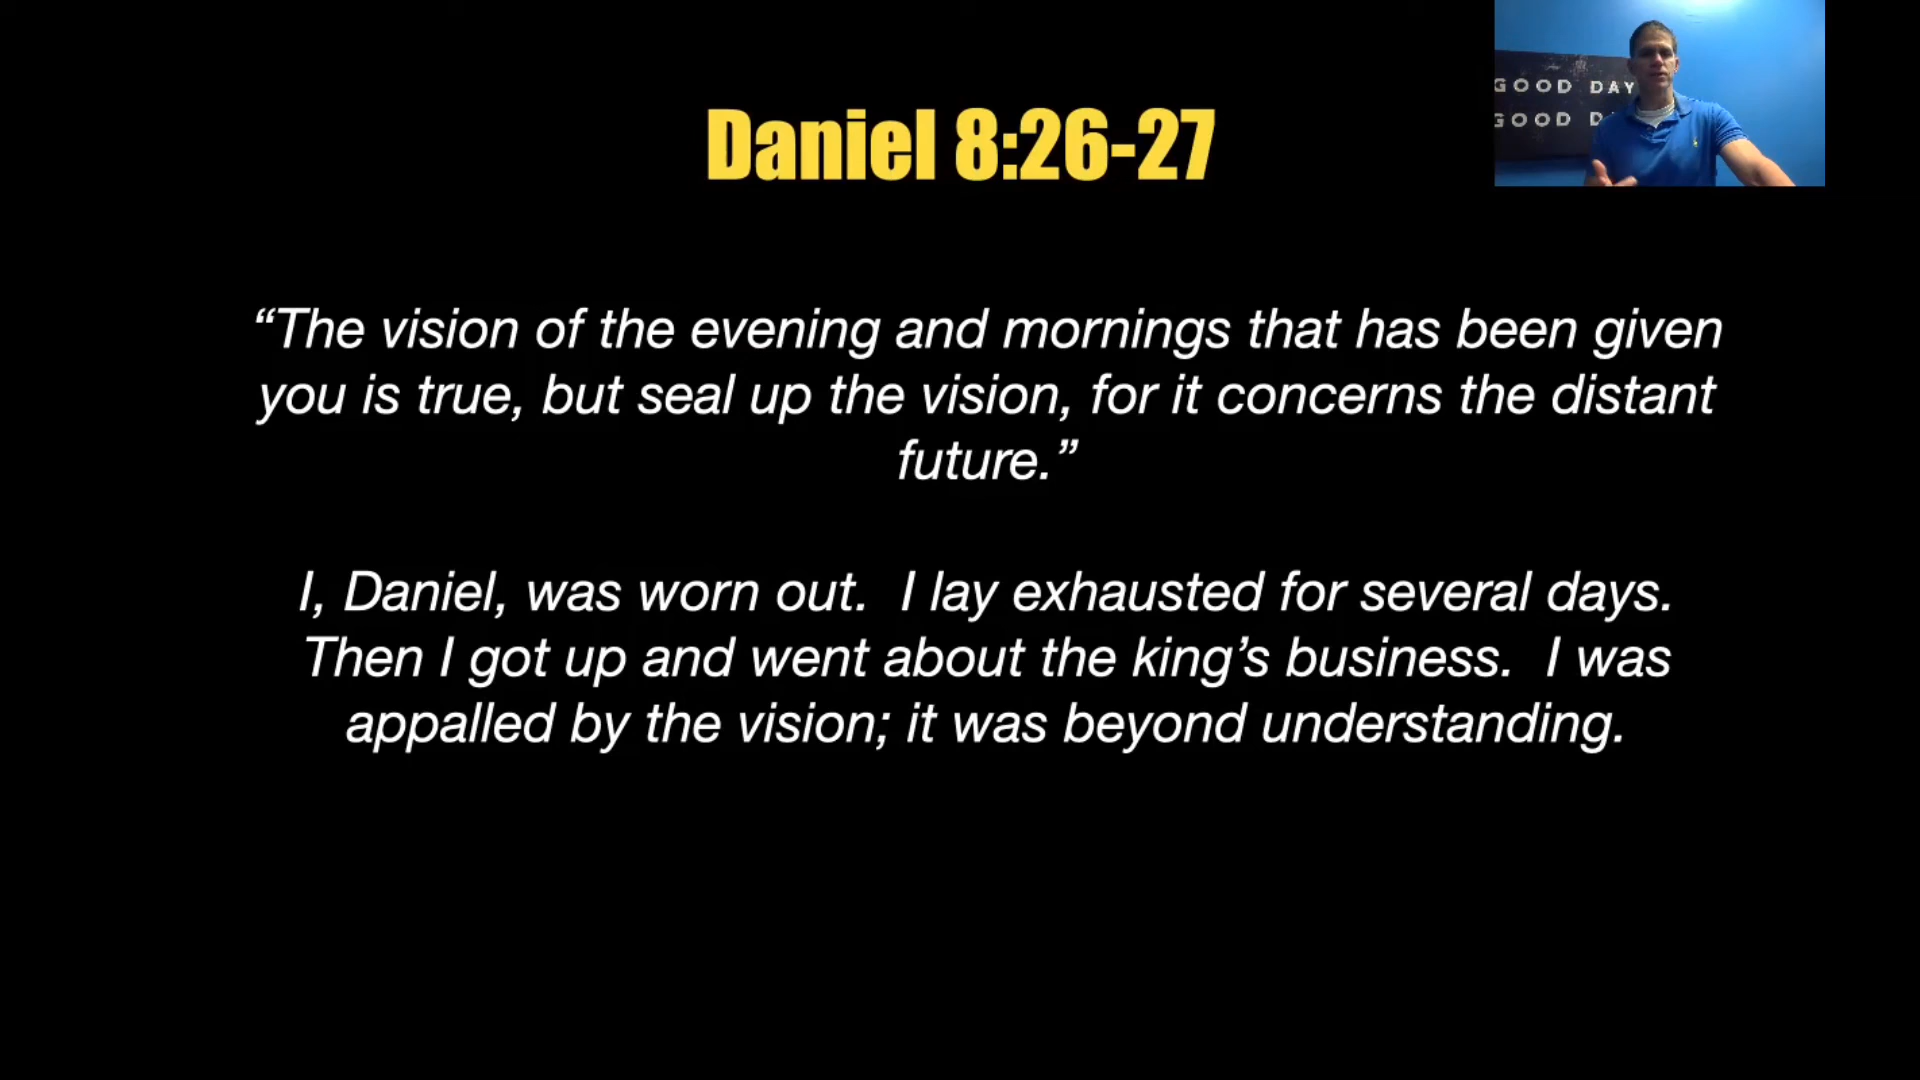 Daniel 8:26-27
GOOD DAY
GOOD
“The vision of the evening and mornings that has been given
you is true, but seal up the vision, for it concerns the distant
future.”
I, Daniel, was worn out.  I lay exhausted for several days.
Then I got up and went about the king’s business.  I was
appalled by the vision; it was beyond understanding.